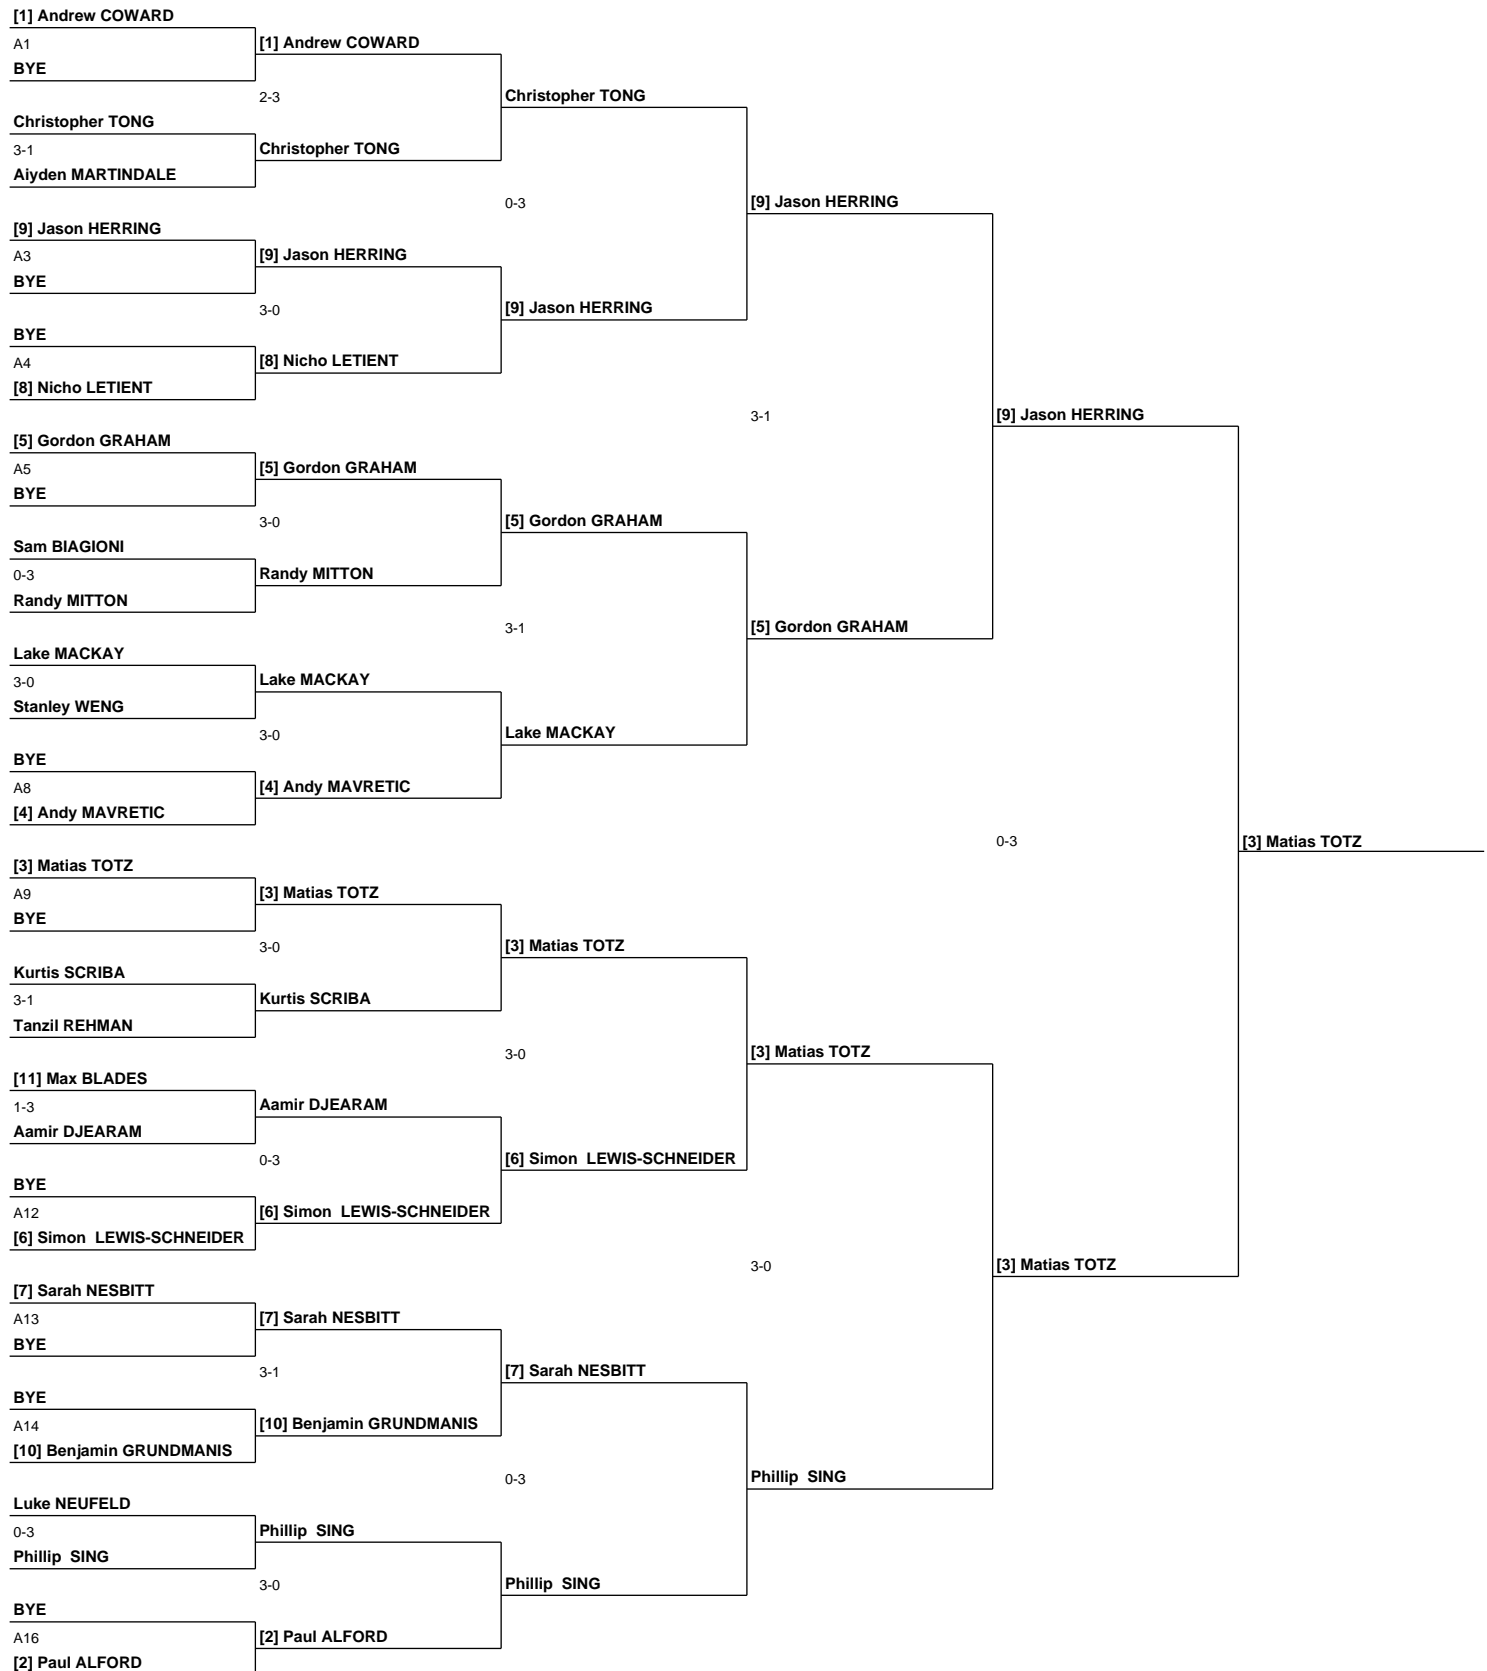 [1] Andrew COWARD
A1
BYE
[1] Andrew COWARD
2-3
Christopher TONG
Christopher TONG
3-1
Aiyden MARTINDALE
Christopher TONG
0-3
[9] Jason HERRING
[9] Jason HERRING
A3
BYE
[9] Jason HERRING
3-0
[9] Jason HERRING
BYE
A4
[8] Nicho LETIENT
[8] Nicho LETIENT
3-1
[9] Jason HERRING
[5] Gordon GRAHAM
A5
BYE
[5] Gordon GRAHAM
3-0
[5] Gordon GRAHAM
Sam BIAGIONI
0-3
Randy MITTON
Randy MITTON
3-1
[5] Gordon GRAHAM
Lake MACKAY
3-0
Stanley WENG
Lake MACKAY
3-0
Lake MACKAY
BYE
A8
[4] Andy MAVRETIC
[4] Andy MAVRETIC
0-3
[3] Matias TOTZ
[3] Matias TOTZ
A9
BYE
[3] Matias TOTZ
3-0
[3] Matias TOTZ
Kurtis SCRIBA
3-1
Tanzil REHMAN
Kurtis SCRIBA
3-0
[3] Matias TOTZ
[11] Max BLADES
1-3
Aamir DJEARAM
Aamir DJEARAM
0-3
[6] Simon  LEWIS-SCHNEIDER
BYE
A12
[6] Simon  LEWIS-SCHNEIDER
[6] Simon  LEWIS-SCHNEIDER
3-0
[3] Matias TOTZ
[7] Sarah NESBITT
A13
BYE
[7] Sarah NESBITT
3-1
[7] Sarah NESBITT
BYE
A14
[10] Benjamin GRUNDMANIS
[10] Benjamin GRUNDMANIS
0-3
Phillip  SING
Luke NEUFELD
0-3
Phillip  SING
Phillip  SING
3-0
Phillip  SING
BYE
A16
[2] Paul ALFORD
[2] Paul ALFORD